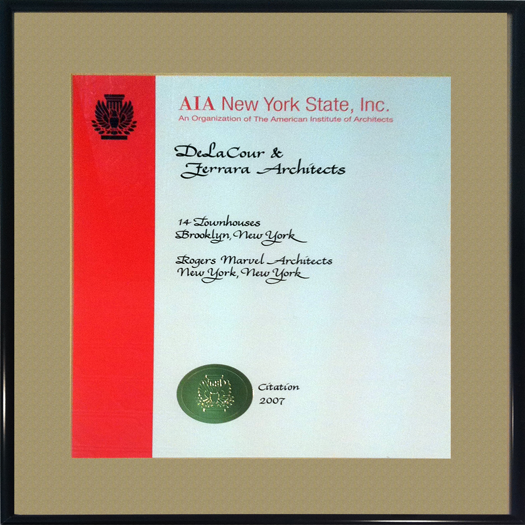 AIA New York State, Inc.
An Organization of The American Institute of Architects
DeLaCour &
Ferrara Architects
14 Townhouses
Brooklyn, New York
Rogers Marvel Architects
New York, New York
Citation
2007